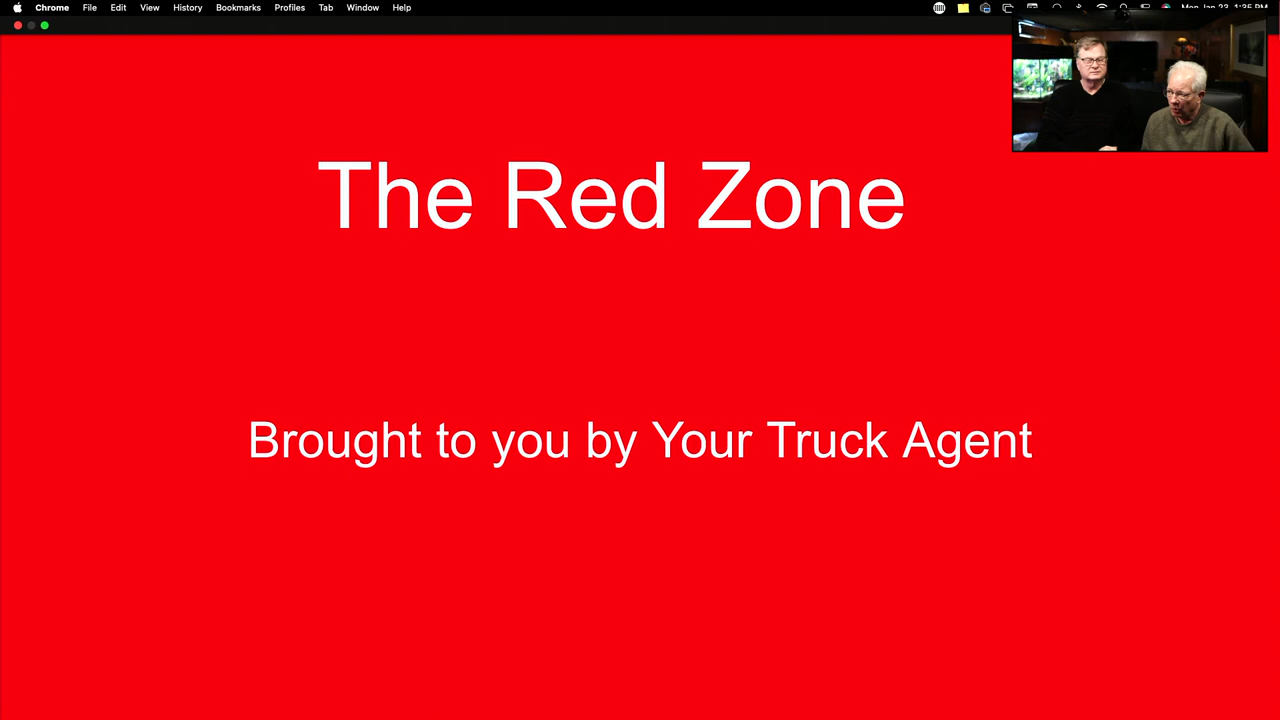 Chrome File Edit View History Bookmarks Profiles Tab Window Help
The Red Zone
Brought to you by Your Truck Agent